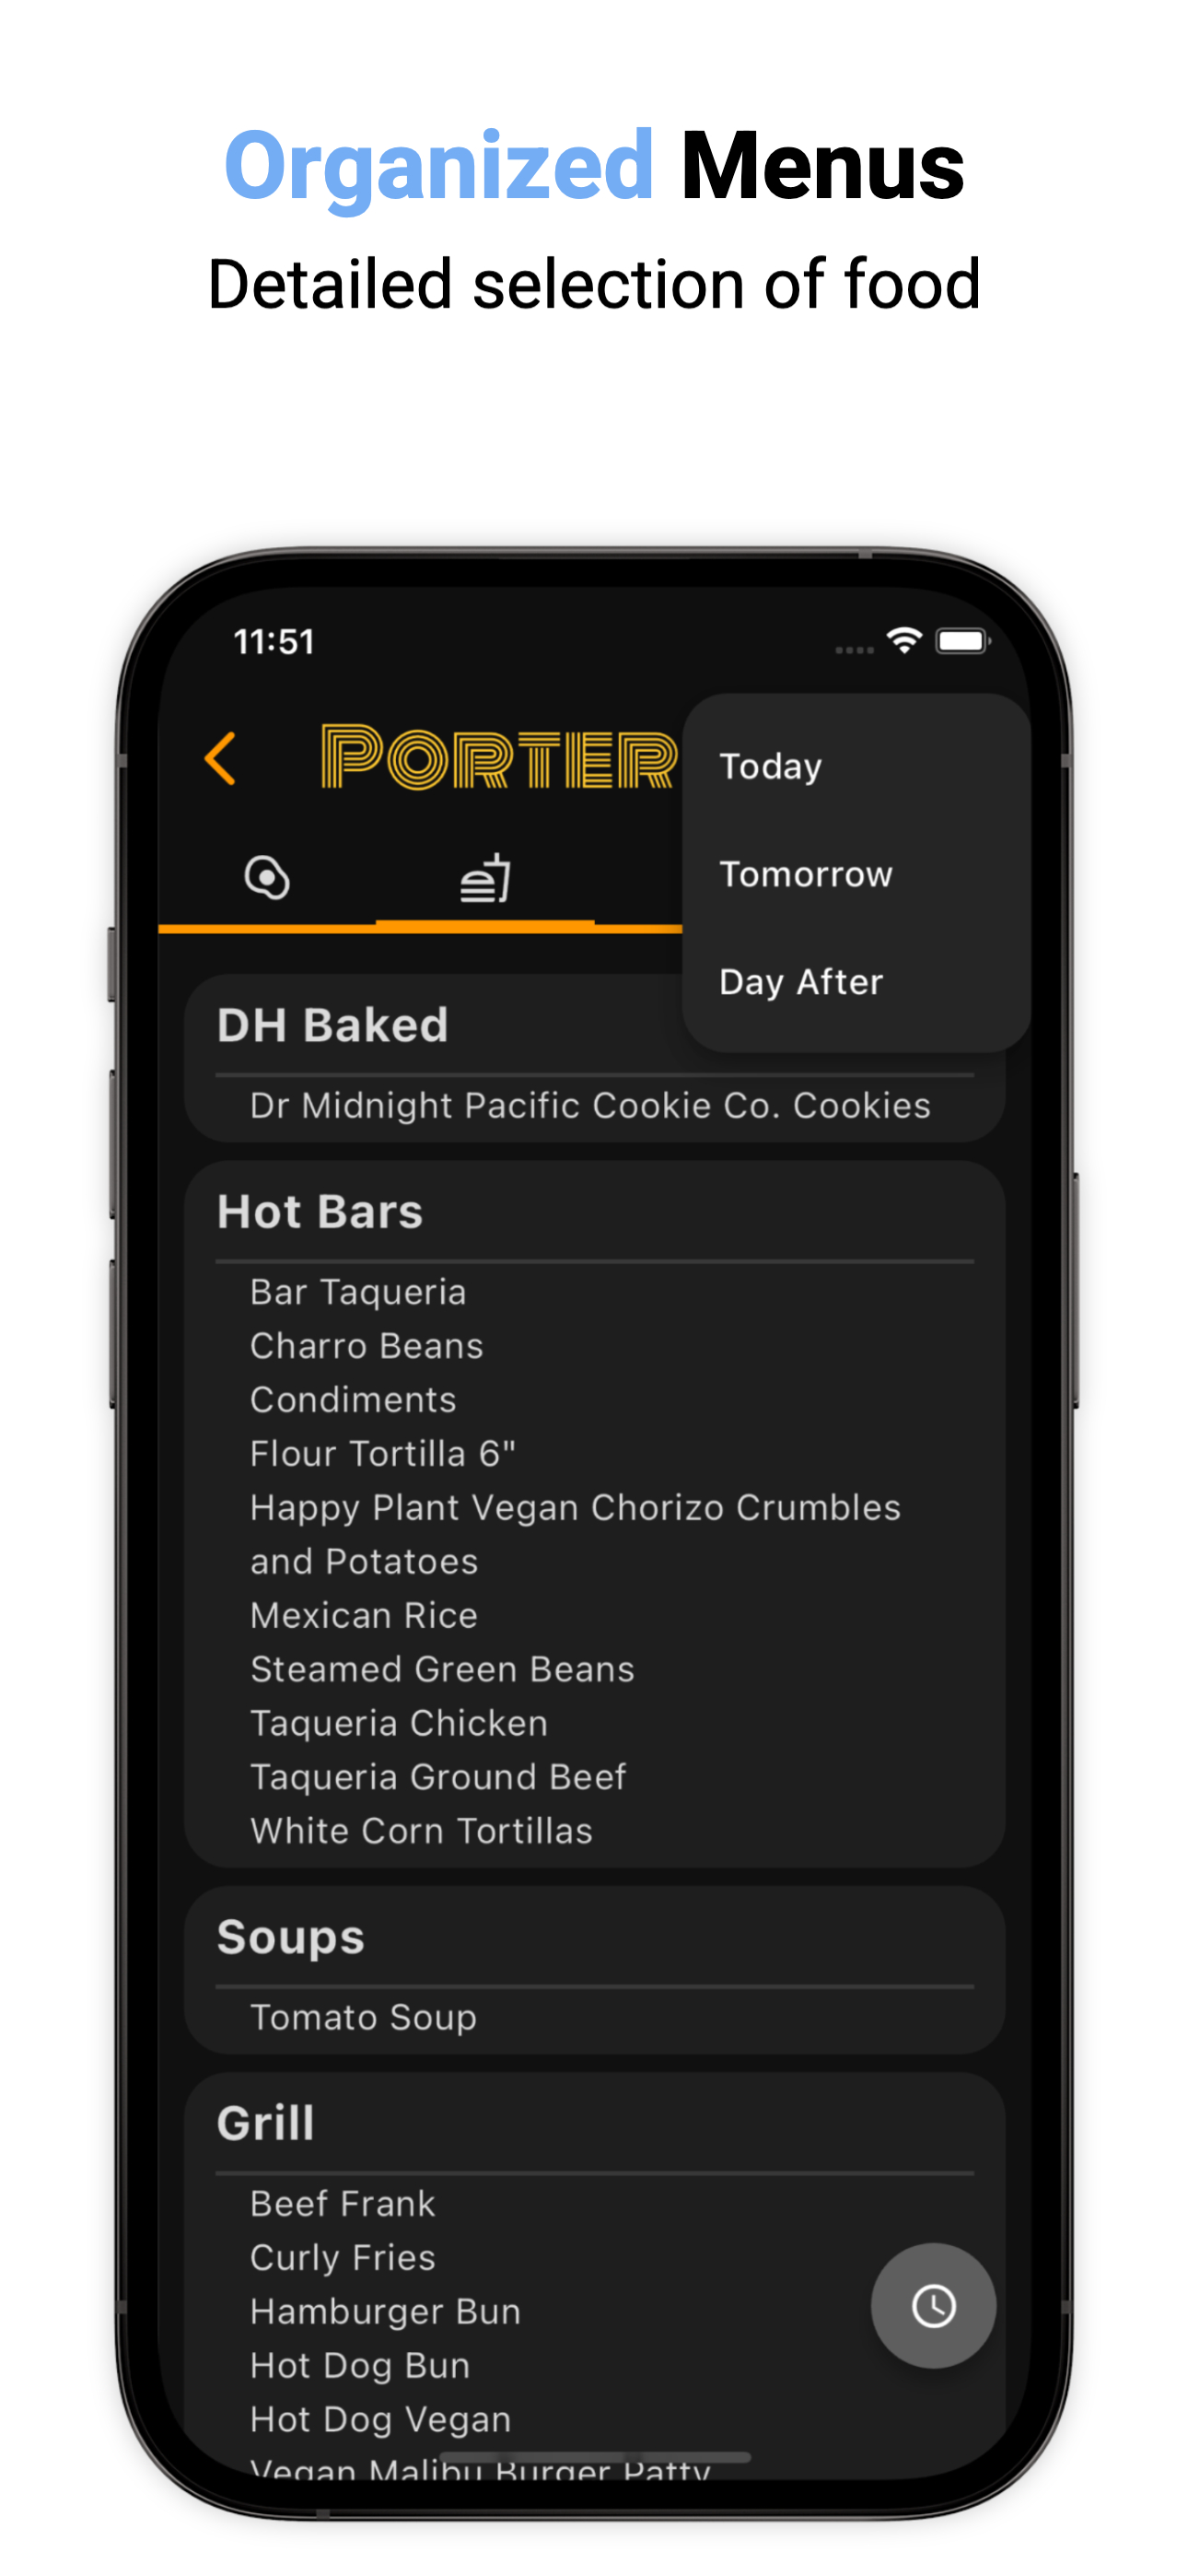 Organized Menus
Detailed selection of food
11:51
PORTER
Today
Tomorrow
Day After
DH Baked
Dr Midnight Pacific Cookie Co. Cookies
Hot Bars
Bar Taqueria
Charro Beans
Condiments
Flour Tortilla 6"
Happy Plant Vegan Chorizo Crumbles
and Potatoes
Mexican Rice
Steamed Green Beans
Taqueria Chicken
Taqueria Ground Beef
White Corn Tortillas
Soups
Tomato Soup
Grill
Beef Frank
Curly Fries
Hamburger Bun
Hot Dog Bun
Hot Dog Vegan
Vegan Malibu Burger Patty